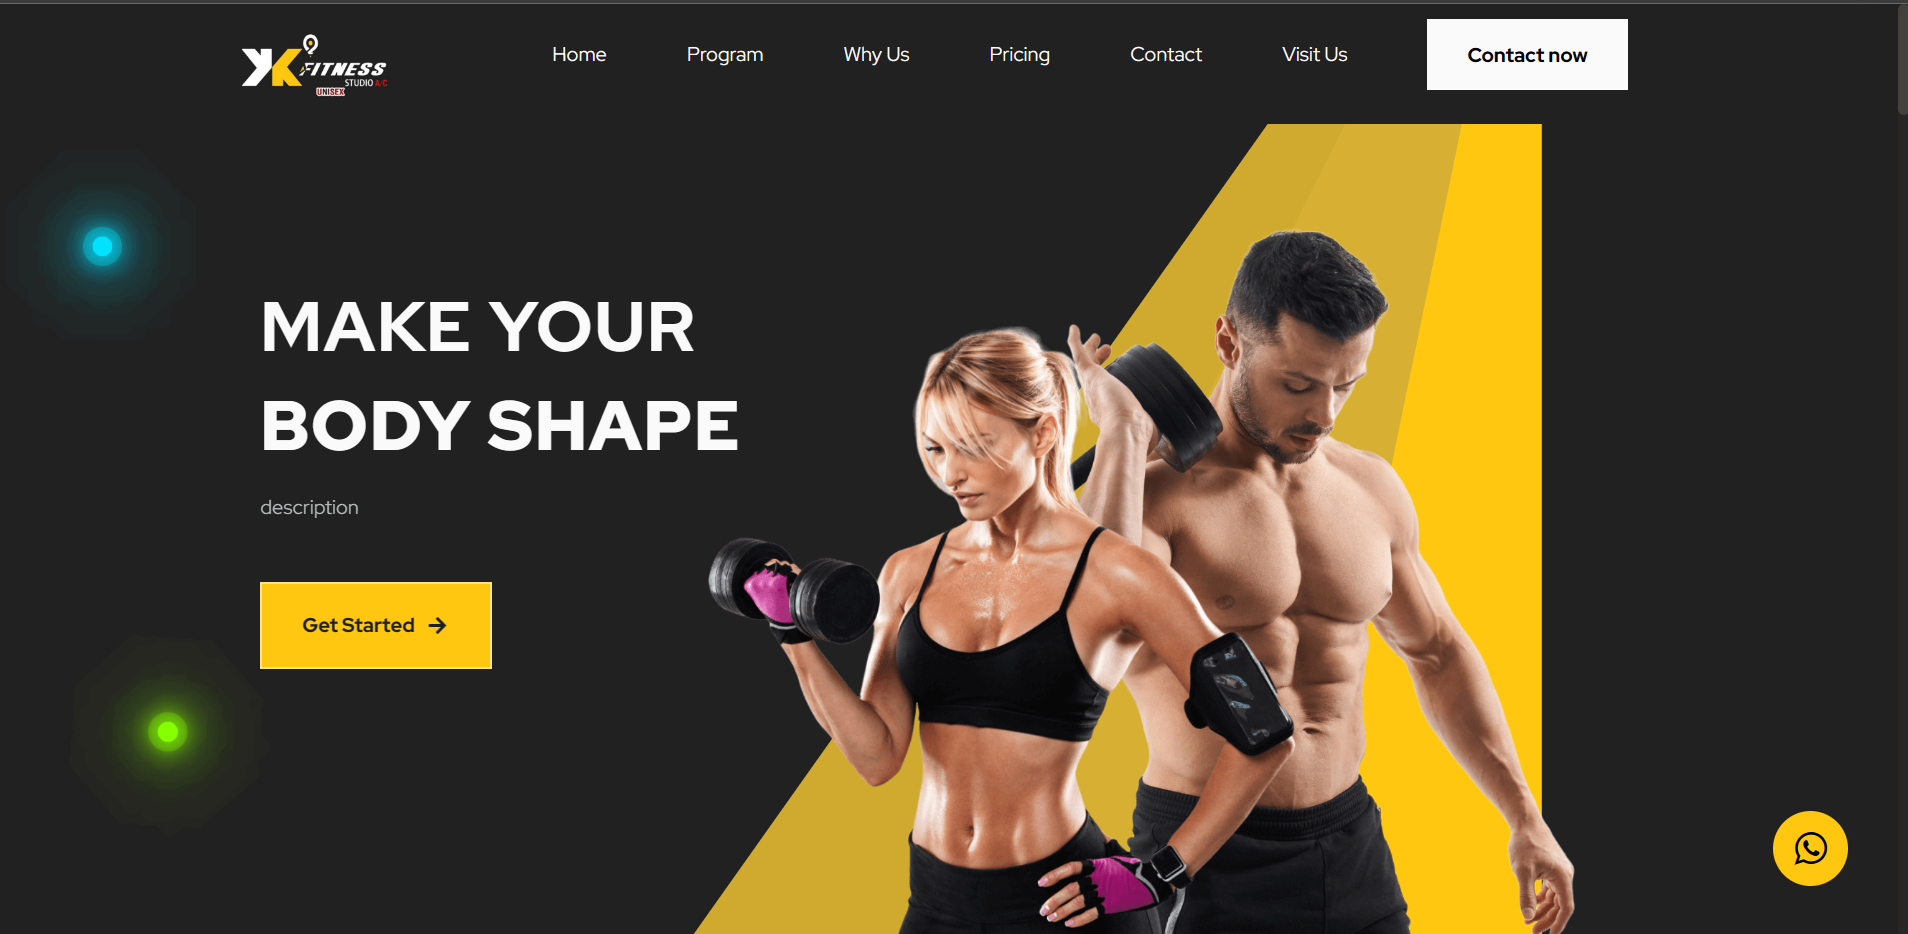 KK FITNESS
STUDIO A/C
UNISEX
Home
Program
Why Us
Pricing
Contact
Visit Us
Contact now
MAKE YOUR
BODY SHAPE
description
Get Started